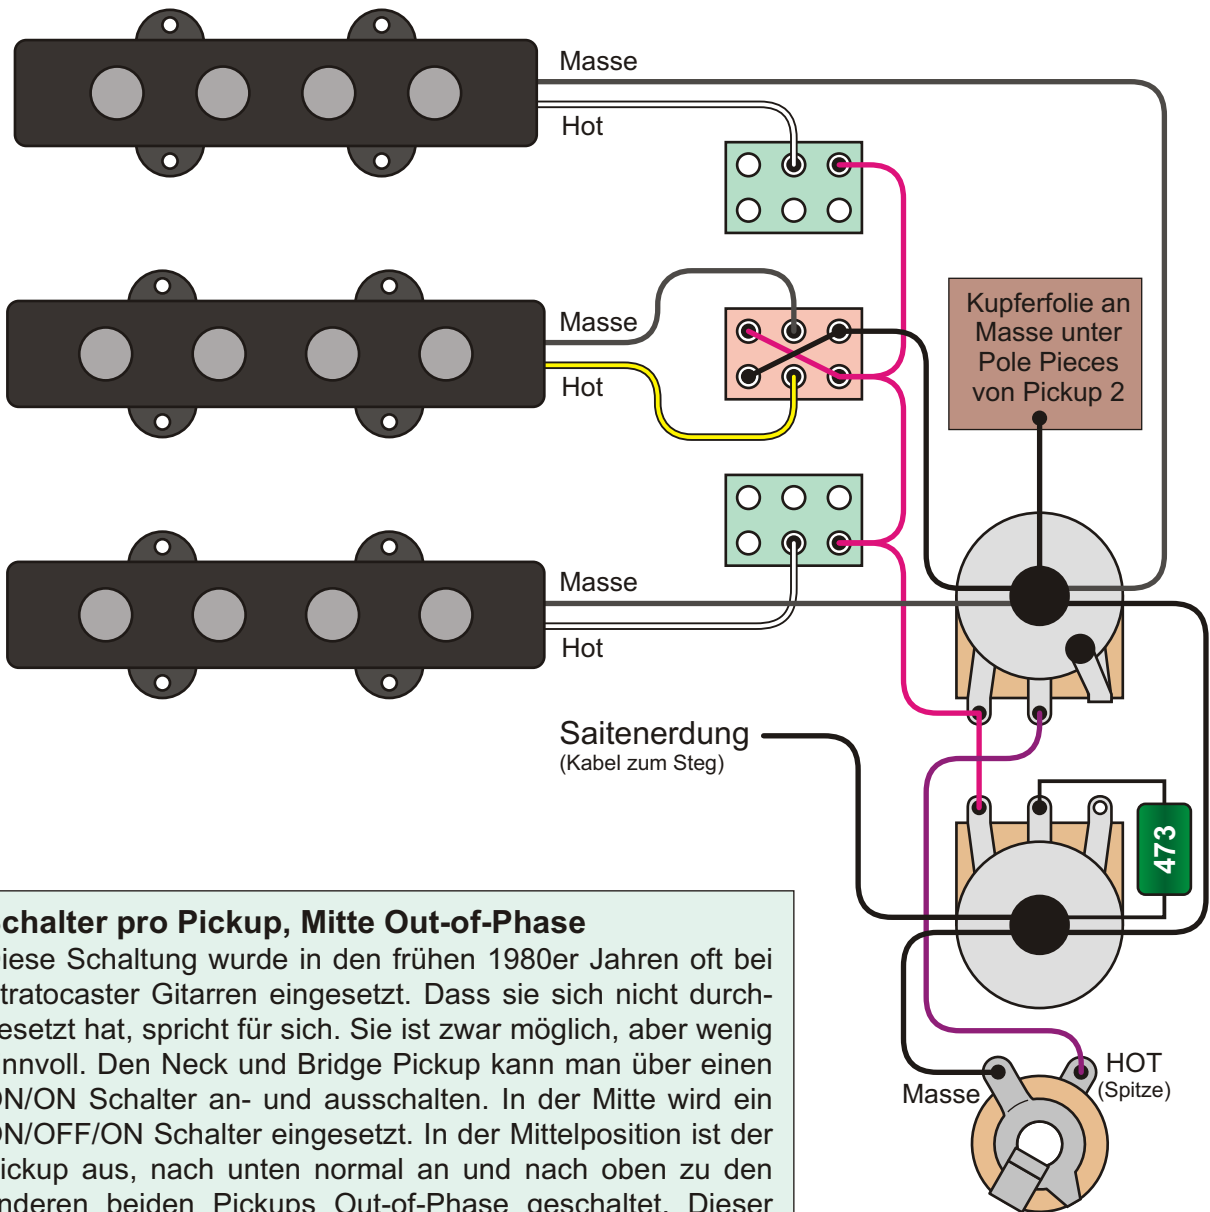 Masse
Hot
Masse
Hot
Kupferfolie an
Masse unter
Pole Pieces
von Pickup 2
Masse
Hot
Saitenerdung
(Kabel zum Steg)
473
HOT
(Spitze)
Masse
chalter pro Pickup, Mitte Out-of-Phase
iese Schaltung wurde in den frühen 1980er Jahren oft bei
tratocaster Gitarren eingesetzt. Dass sie sich nicht durch-
esetzt hat, spricht für sich. Sie ist zwar möglich, aber wenig
nnvoll. Den Neck und Bridge Pickup kann man über einen
N/ON Schalter an- und ausschalten. In der Mitte wird ein
N/OFF/ON Schalter eingesetzt. In der Mittelposition ist der
ickup aus, nach unten normal an und nach oben zu den
nderen beiden Pickups Out-of-Phase geschaltet. Dieser